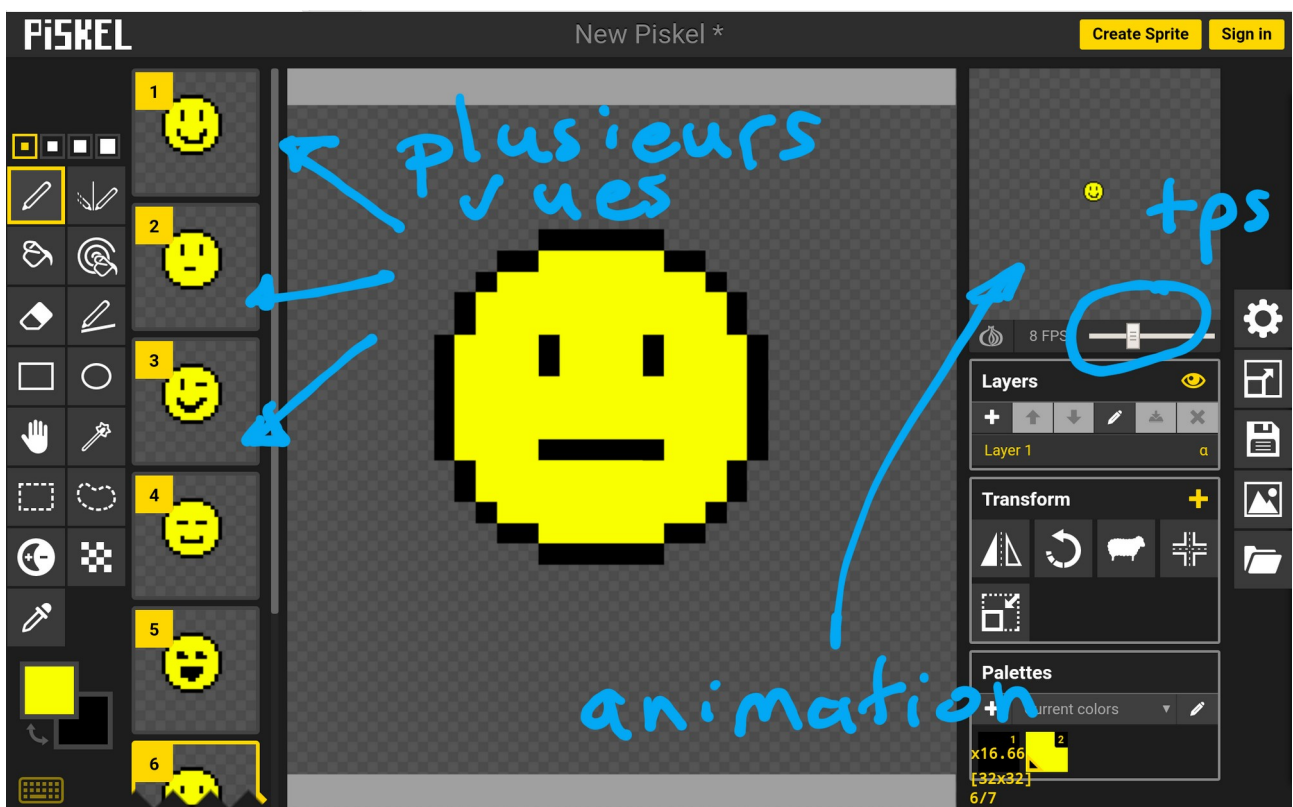 PiSKEL
New Piskel *
Create Sprite
Sign in
1
2
3
4
5
6
plusieurs
vues
tps
animation
8 FPS
Layers
Layer 1
α
Transform
Palettes
Current colors
1
2
x16.66
[32x32]
6/7